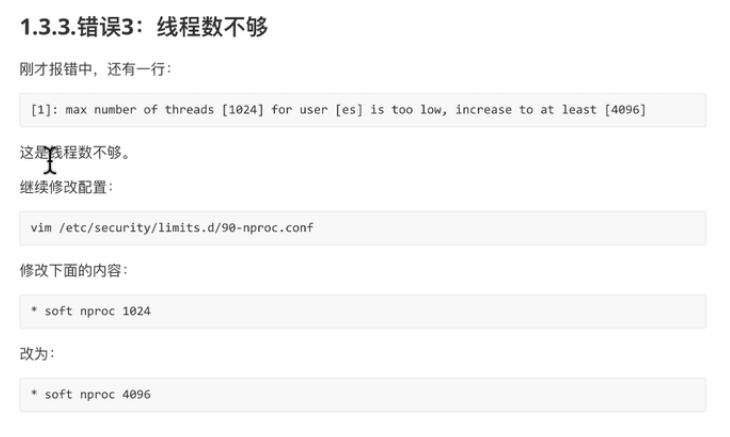 1.3.3.错误3：线程数不够
刚才报错中，还有一行：
[1]: max number of threads [1024] for user [es] is too low, increase to at least [4096]
这是线程数不够。
继续修改配置：
vim /etc/security/limits.d/90-nproc.conf
修改下面的内容：
* soft nproc 1024
改为：
* soft nproc 4096